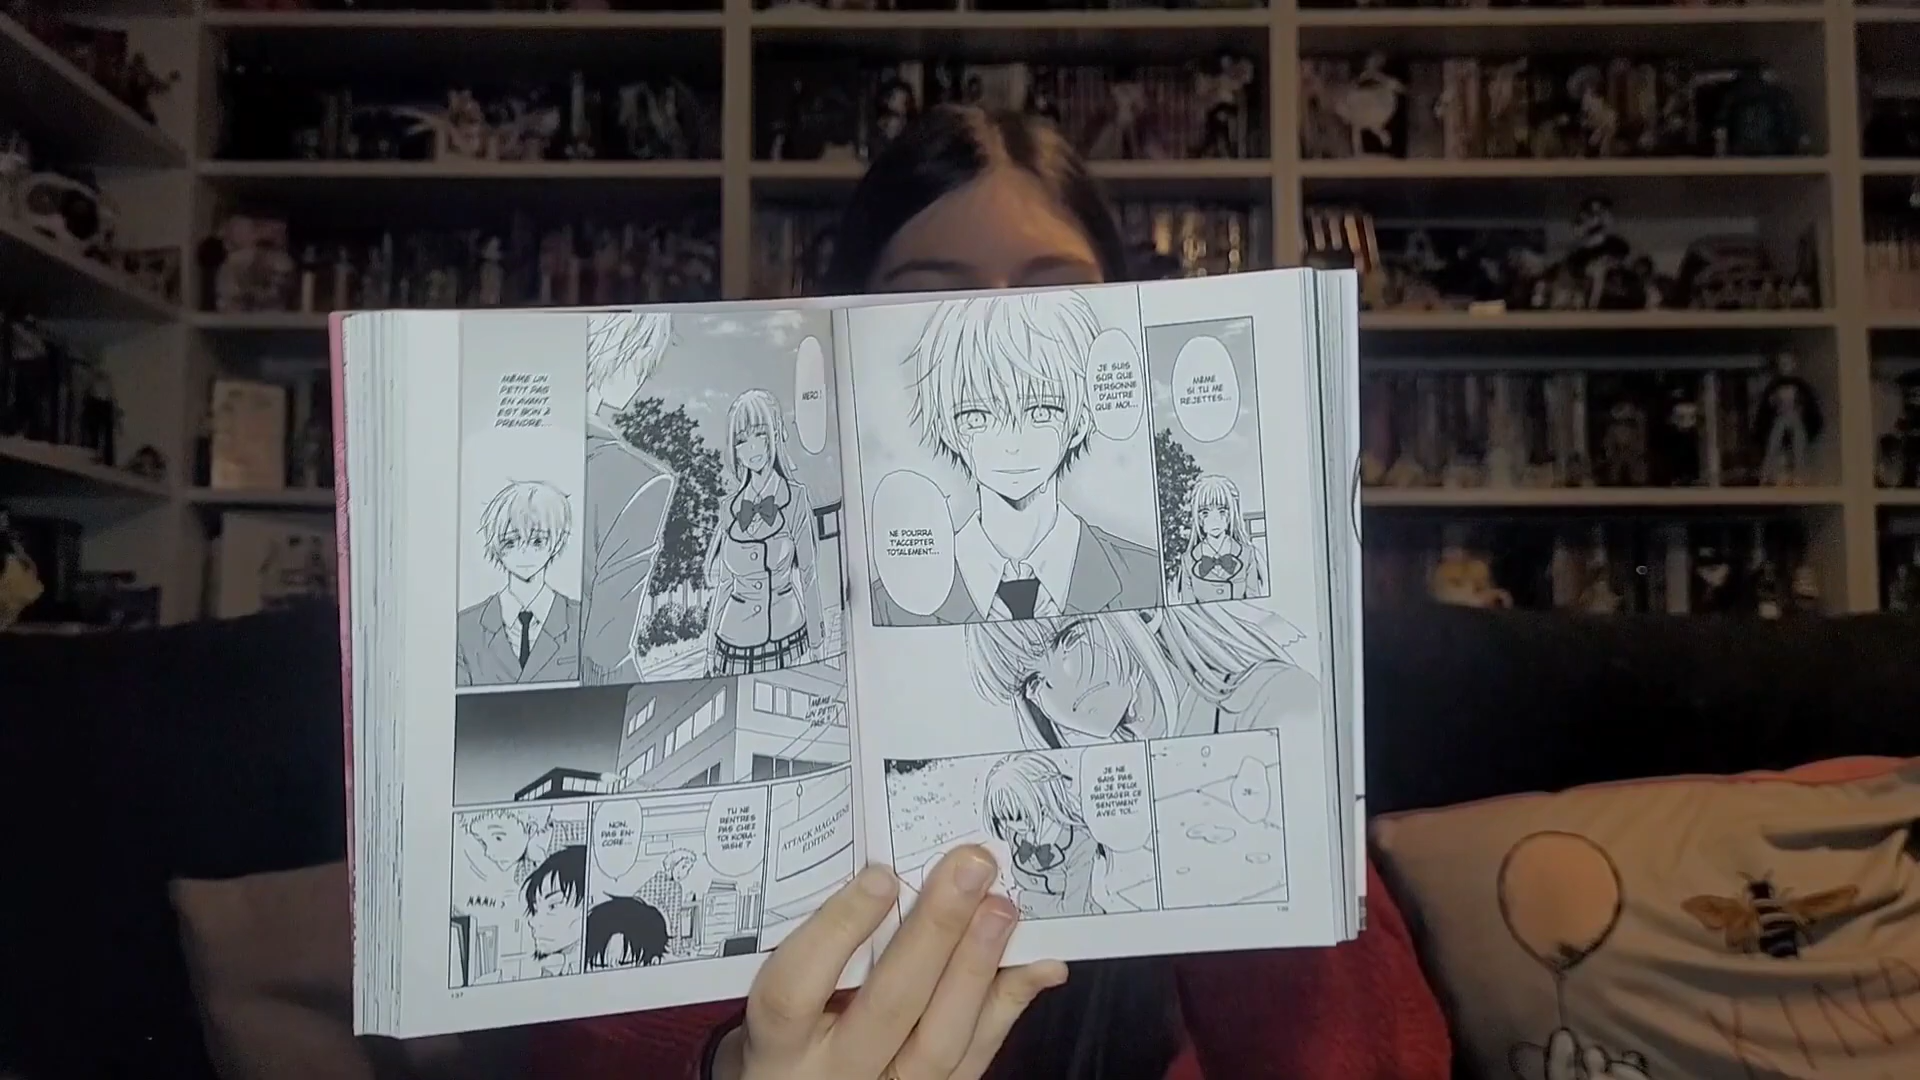 MÊME
SI TU ME
REJETTES...
JE SUIS
SÛR QUE
PERSONNE
D'AUTRE
QUE MOI...
NE POURRA
T'ACCEPTER
TOTALEMENT...
JE...
JE NE
SAIS PAS
SI JE PEUX
PARTAGER CE
SENTIMENT
AVEC TOI...
136
MERCI !
MÊME UN
PETIT PAS
EN AVANT
EST BON À
PRENDRE...
MÊME
UN PETIT
PAS...
ATTACK MAGAZINE
ÉDITION
TU NE
RENTRES
PAS CHEZ
TOI KOBA-
YASHI ?
NON,
PAS EN-
CORE...
137
KIND